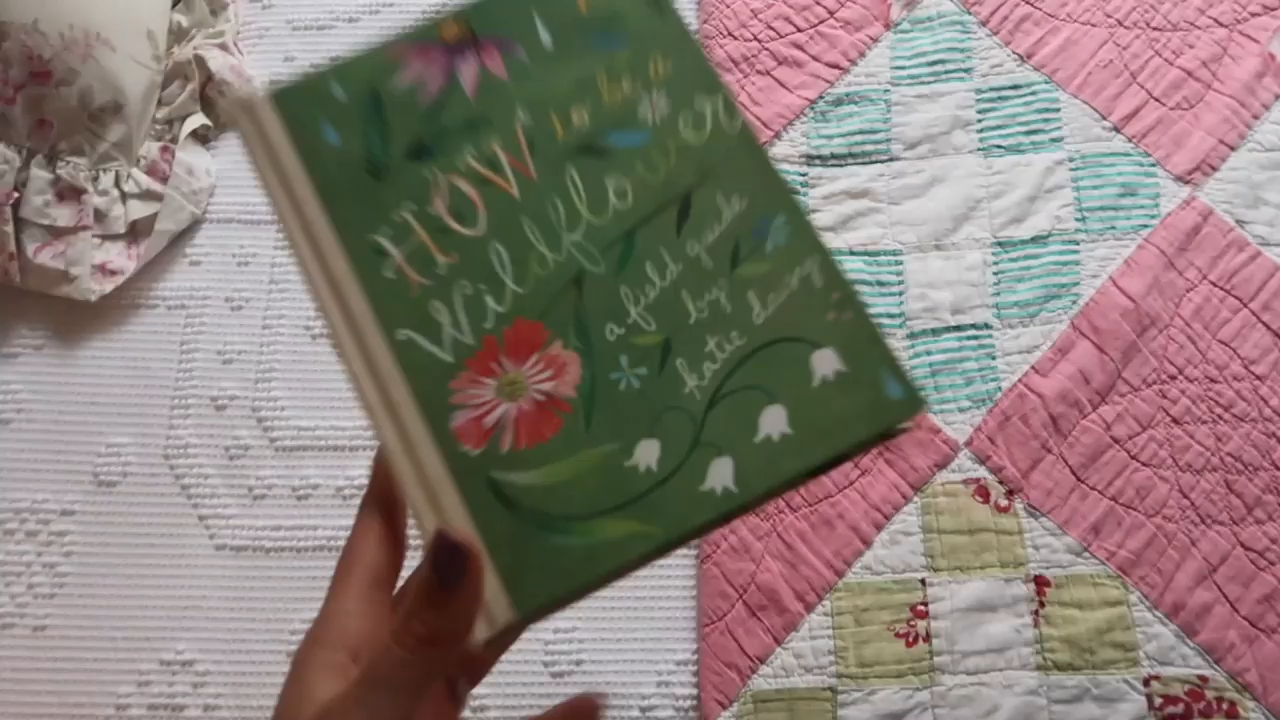 HOW to be a
Wildflower
a field guide
by
katie daisy